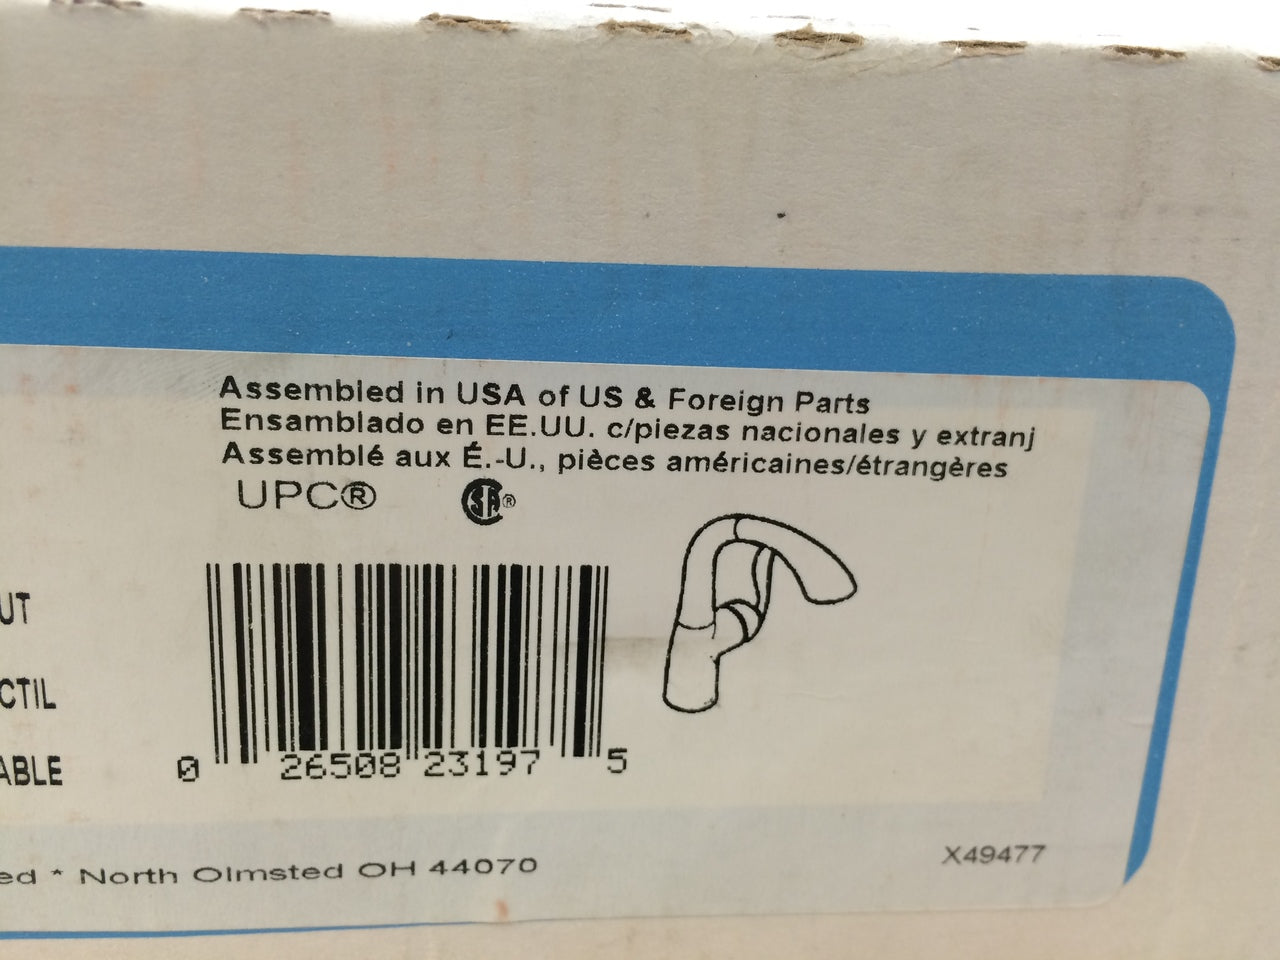 Assembled in USA of US & Foreign Parts
Ensamblado en EE.UU. c/piezas nacionales y extranj
Assemblé aux É.-U., pièces américaines/étrangères
UPC®
SA®
UT
CTIL
ABLE
0 26508 23197 5
ed * North Olmsted OH 44070
X49477